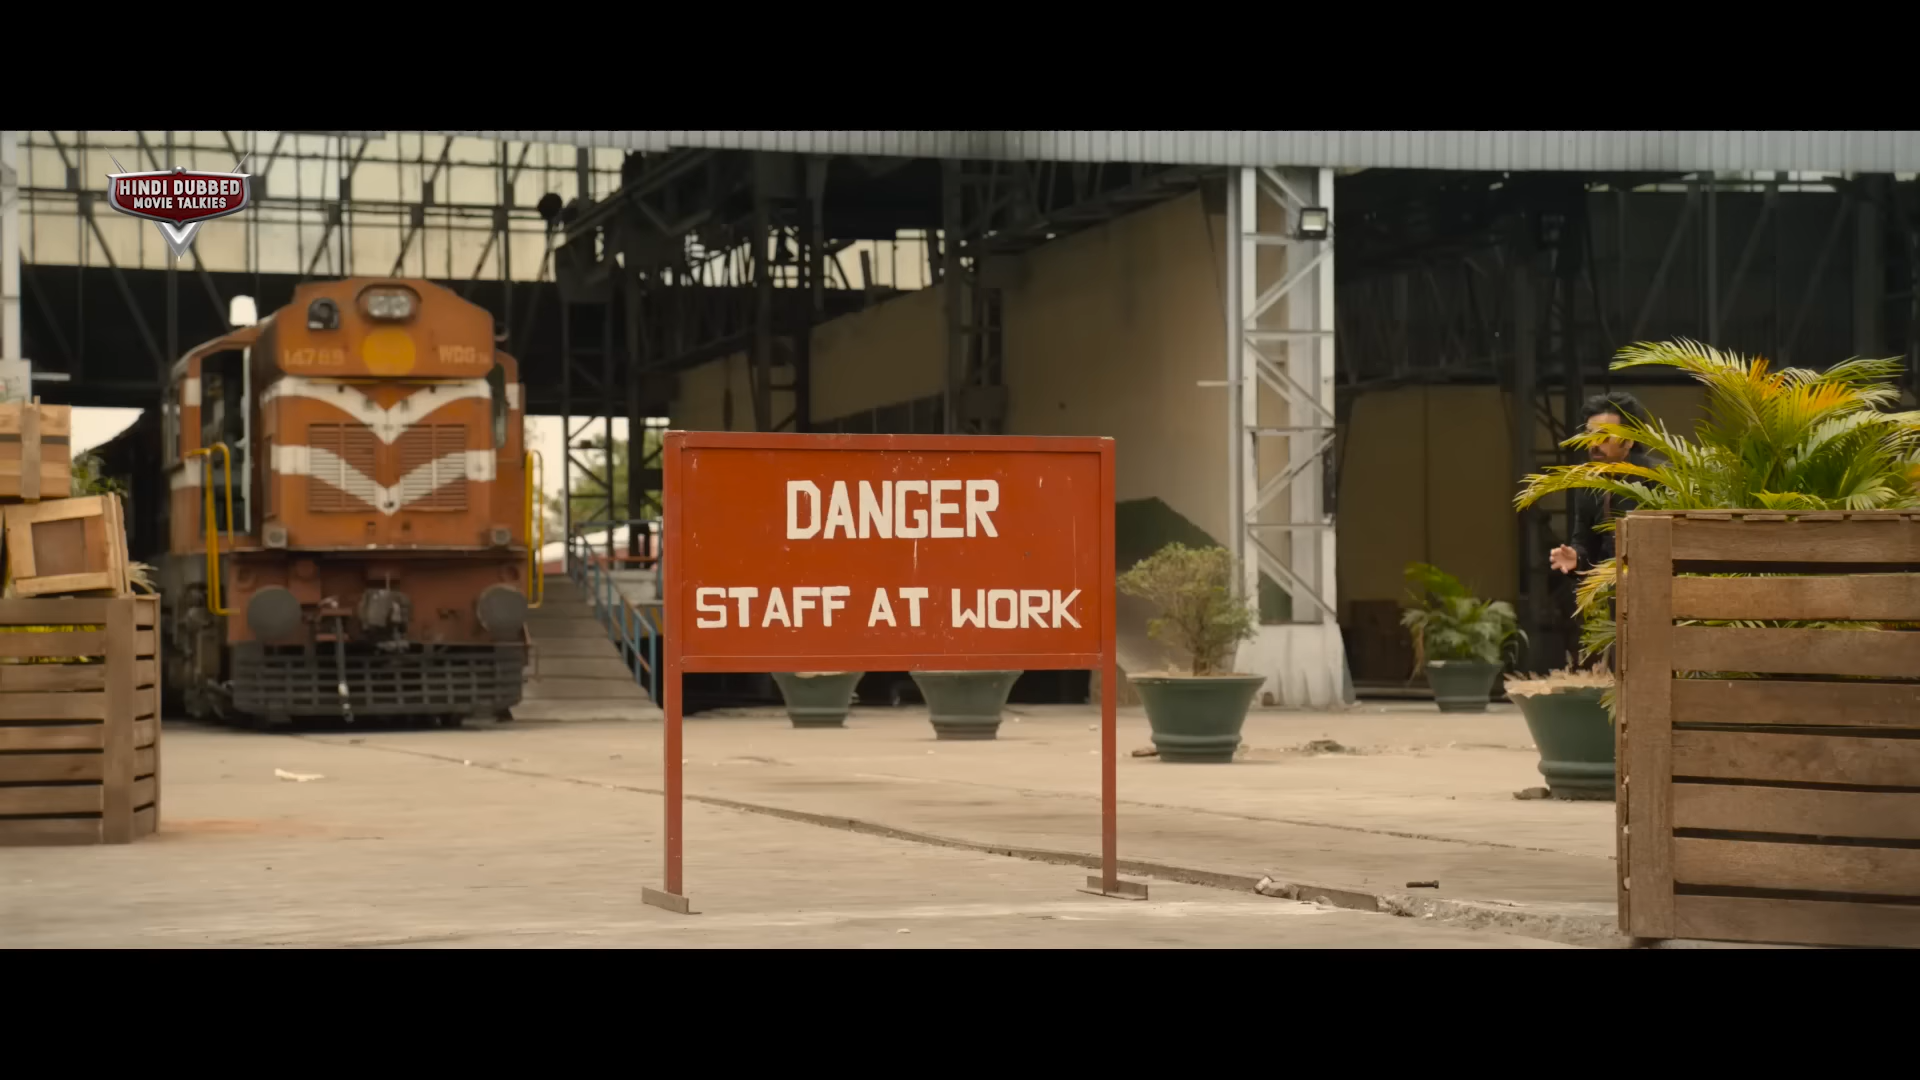 HINDI DUBBED
MOVIE TALKIES
14769 WDG
DANGER
STAFF AT WORK